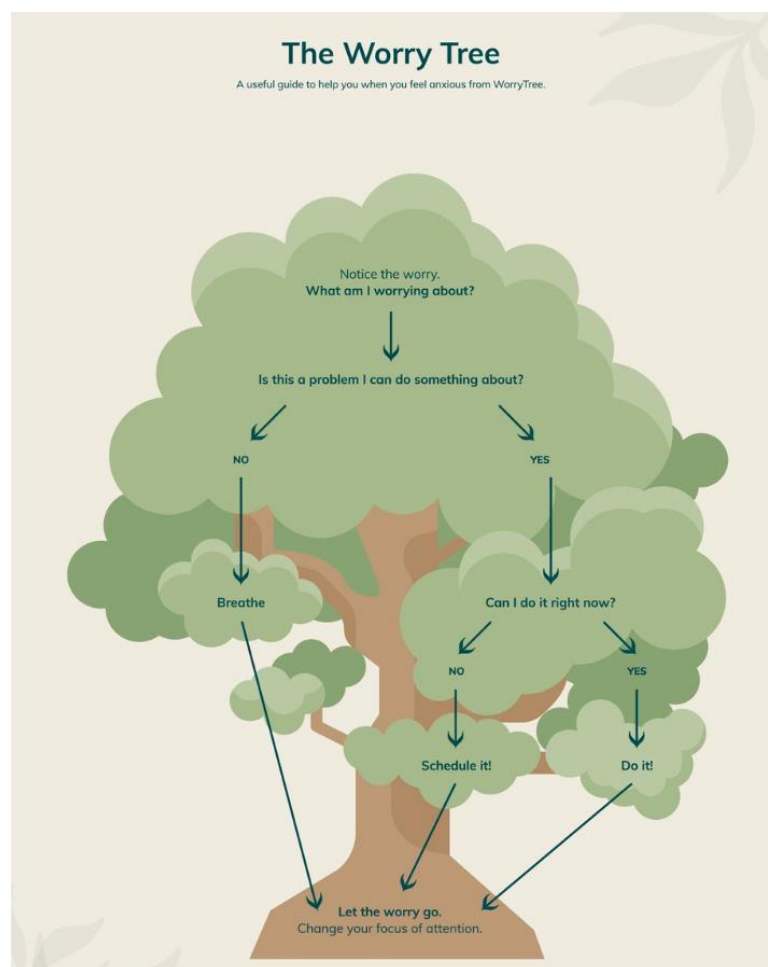 The Worry Tree
A useful guide to help you when you feel anxious from WorryTree.
Notice the worry.
What am I worrying about?
Is this a problem I can do something about?
NO
YES
Breathe
Can I do it right now?
NO
YES
Schedule it!
Do it!
Let the worry go.
Change your focus of attention.